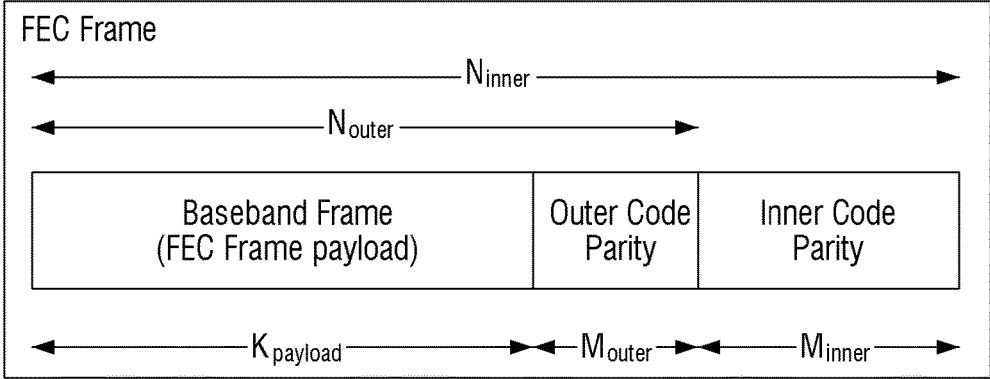 FEC Frame
Ninner
Nouter
Baseband Frame
(FEC Frame payload)
Outer Code
Parity
Inner Code
Parity
Kpayload
Mouter
Minner